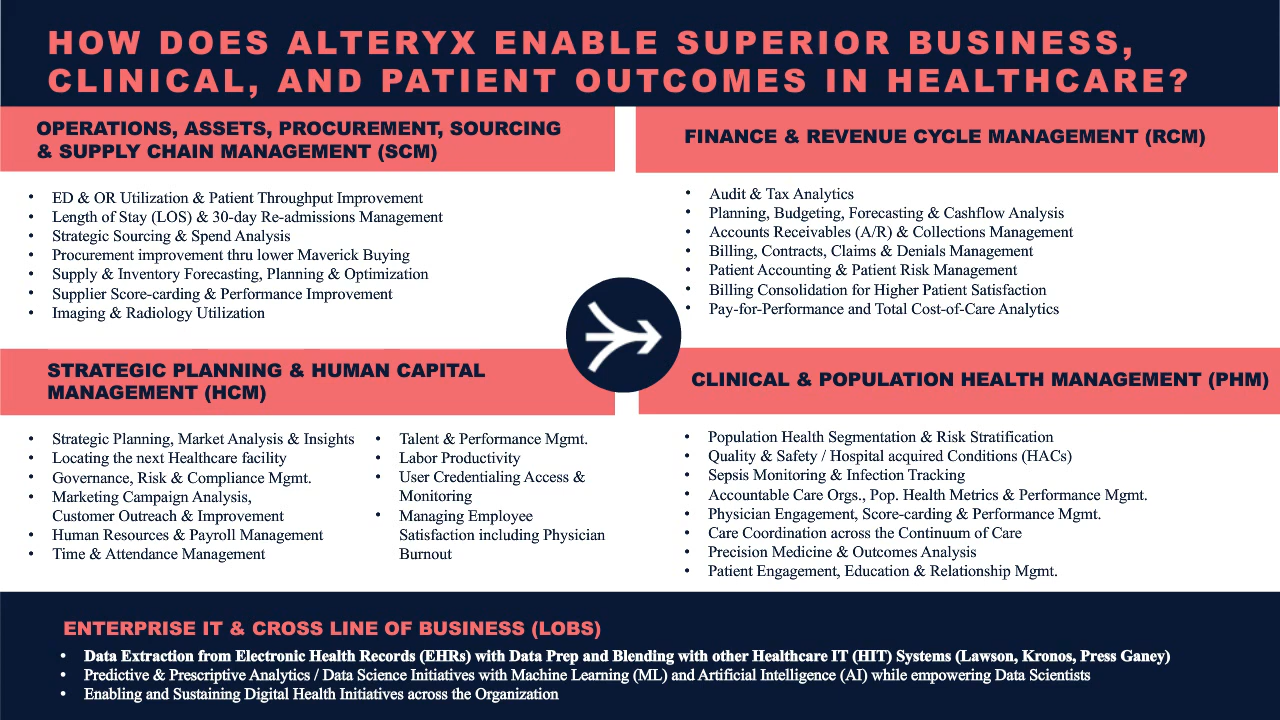 HOW DOES ALTERYX ENABLE SUPERIOR BUSINESS,
CLINICAL, AND PATIENT OUTCOMES IN HEALTHCARE?
OPERATIONS, ASSETS, PROCUREMENT, SOURCING
& SUPPLY CHAIN MANAGEMENT (SCM)
• ED & OR Utilization & Patient Throughput Improvement
• Length of Stay (LOS) & 30-day Re-admissions Management
• Strategic Sourcing & Spend Analysis
• Procurement improvement thru lower Maverick Buying
• Supply & Inventory Forecasting, Planning & Optimization
• Supplier Score-carding & Performance Improvement
• Imaging & Radiology Utilization
FINANCE & REVENUE CYCLE MANAGEMENT (RCM)
• Audit & Tax Analytics
• Planning, Budgeting, Forecasting & Cashflow Analysis
• Accounts Receivables (A/R) & Collections Management
• Billing, Contracts, Claims & Denials Management
• Patient Accounting & Patient Risk Management
• Billing Consolidation for Higher Patient Satisfaction
• Pay-for-Performance and Total Cost-of-Care Analytics
STRATEGIC PLANNING & HUMAN CAPITAL
MANAGEMENT (HCM)
• Strategic Planning, Market Analysis & Insights
• Locating the next Healthcare facility
• Governance, Risk & Compliance Mgmt.
• Marketing Campaign Analysis,
Customer Outreach & Improvement
• Human Resources & Payroll Management
• Time & Attendance Management
• Talent & Performance Mgmt.
• Labor Productivity
• User Credentialing Access &
Monitoring
• Managing Employee
Satisfaction including Physician
Burnout
CLINICAL & POPULATION HEALTH MANAGEMENT (PHM)
• Population Health Segmentation & Risk Stratification
• Quality & Safety / Hospital acquired Conditions (HACs)
• Sepsis Monitoring & Infection Tracking
• Accountable Care Orgs., Pop. Health Metrics & Performance Mgmt.
• Physician Engagement, Score-carding & Performance Mgmt.
• Care Coordination across the Continuum of Care
• Precision Medicine & Outcomes Analysis
• Patient Engagement, Education & Relationship Mgmt.
ENTERPRISE IT & CROSS LINE OF BUSINESS (LOBS)
• Data Extraction from Electronic Health Records (EHRs) with Data Prep and Blending with other Healthcare IT (HIT) Systems (Lawson, Kronos, Press Ganey)
• Predictive & Prescriptive Analytics / Data Science Initiatives with Machine Learning (ML) and Artificial Intelligence (AI) while empowering Data Scientists
• Enabling and Sustaining Digital Health Initiatives across the Organization